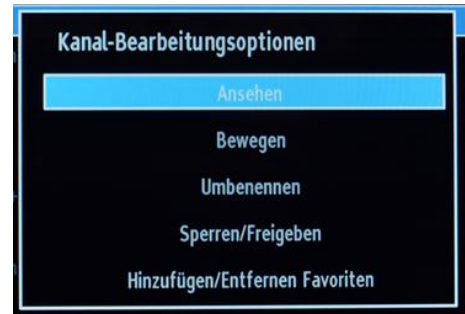 Kanal-Bearbeitungsoptionen
Ansehen
Bewegen
Umbenennen
Sperren/Freigeben
Hinzufügen/Entfernen Favoriten